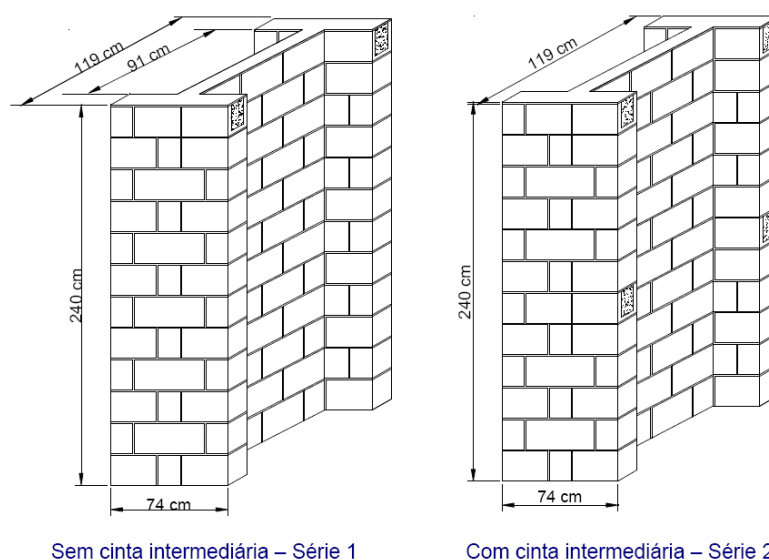 119 cm
91 cm
240 cm
74 cm
Sem cinta intermediária – Série 1
119 cm
240 cm
74 cm
Com cinta intermediária – Série 2